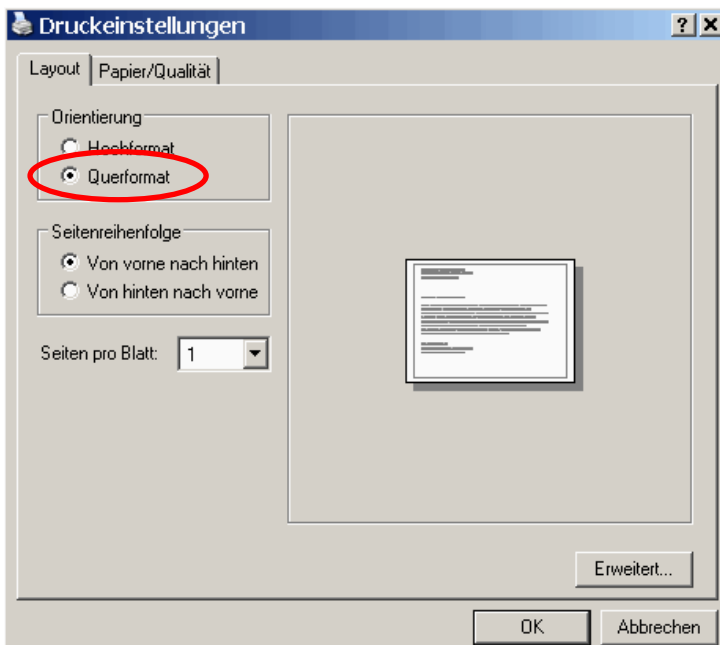 Druckeinstellungen
Layout
Papier/Qualität
Orientierung
Hochformat
Querformat
Seitenreihenfolge
Von vorne nach hinten
Von hinten nach vorne
Seiten pro Blatt:
1
Erweitert...
OK
Abbrechen